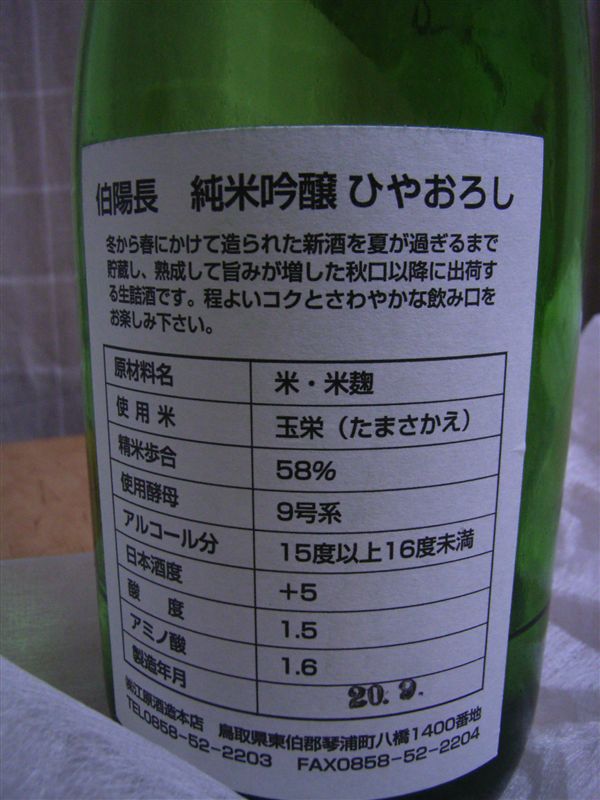 伯陽長 純米吟醸 ひやおろし
冬から春にかけて造られた新酒を夏が過ぎるまで
貯蔵し、熟成して旨みが増した秋口以降に出荷す
る生詰酒です。程よいコクとさわやかな飲み口を
お楽しみ下さい。
原材料名 米・米麹
使用米 玉栄（たまさかえ）
精米歩合 58%
使用酵母 9号系
アルコール分 15度以上16度未満
日本酒度 +5
酸度 1.5
アミノ酸 1.6
製造年月 20.9.
㈱江原酒造本店 鳥取県東伯郡琴浦町八橋1400番地
TEL0858-52-2203 FAX0858-52-2204